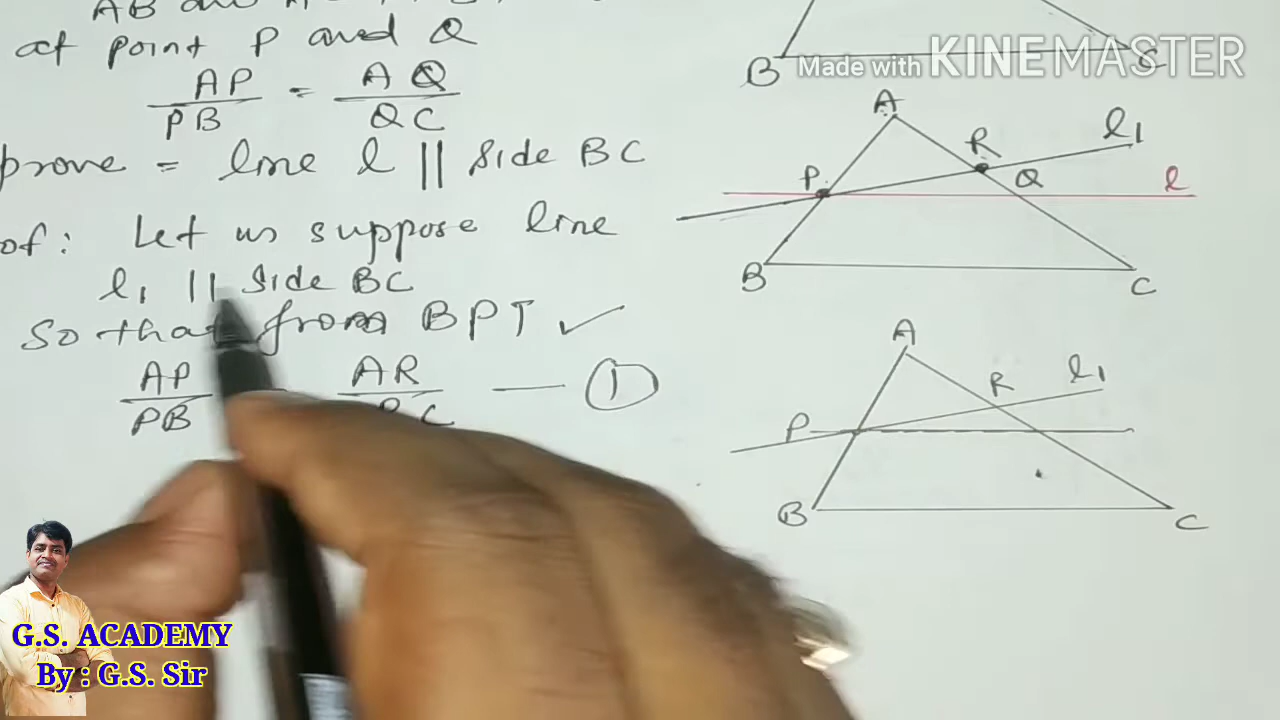 at point P and Q
AP = AQ
PB QC
prove = line l || side BC
of: Let us suppose line
l1 || side BC
So that from BPT ✓
AP AR — 1
PB
B C
Made with KINEMASTER
A
R l1
P Q l
B C
A
R l1
P
B C
G.S. ACADEMY
By : G.S. Sir